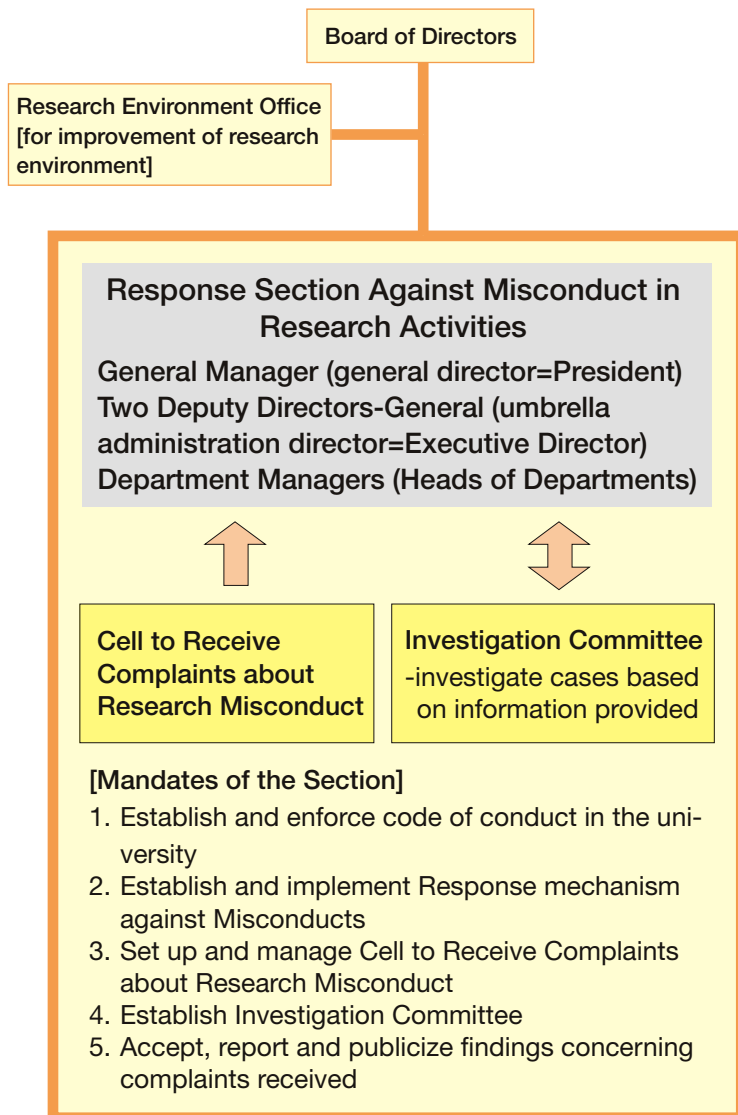 Board of Directors
Research Environment Office
[for improvement of research
environment]
Response Section Against Misconduct in
Research Activities
General Manager (general director=President)
Two Deputy Directors-General (umbrella
administration director=Executive Director)
Department Managers (Heads of Departments)
Cell to Receive
Complaints about
Research Misconduct
Investigation Committee
-investigate cases based
on information provided
[Mandates of the Section]
1. Establish and enforce code of conduct in the uni-
versity
2. Establish and implement Response mechanism
against Misconducts
3. Set up and manage Cell to Receive Complaints
about Research Misconduct
4. Establish Investigation Committee
5. Accept, report and publicize findings concerning
complaints received